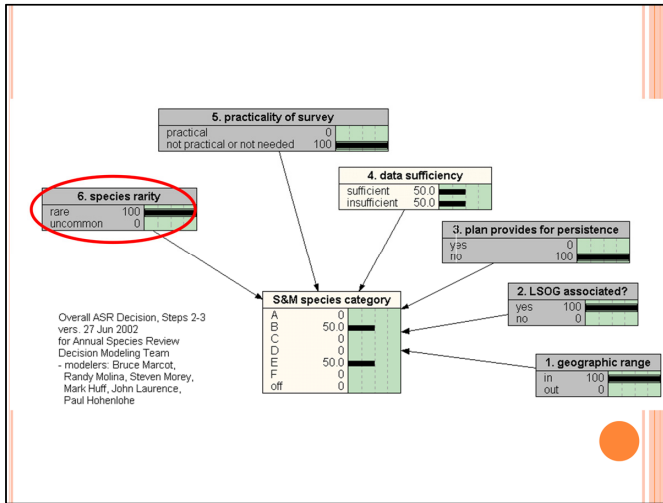 5. practicality of survey
practical 0
not practical or not needed 100
4. data sufficiency
sufficient 50.0
insufficient 50.0
6. species rarity
rare 100
uncommon 0
3. plan provides for persistence
yes 0
no 100
2. LSOG associated?
yes 100
no 0
S&M species category
A 0
B 50.0
C 0
D 0
E 50.0
F 0
off 0
1. geographic range
in 100
out 0
Overall ASR Decision, Steps 2-3
vers. 27 Jun 2002
for Annual Species Review
Decision Modeling Team
- modelers: Bruce Marcot,
Randy Molina, Steven Morey,
Mark Huff, John Laurence,
Paul Hohenlohe